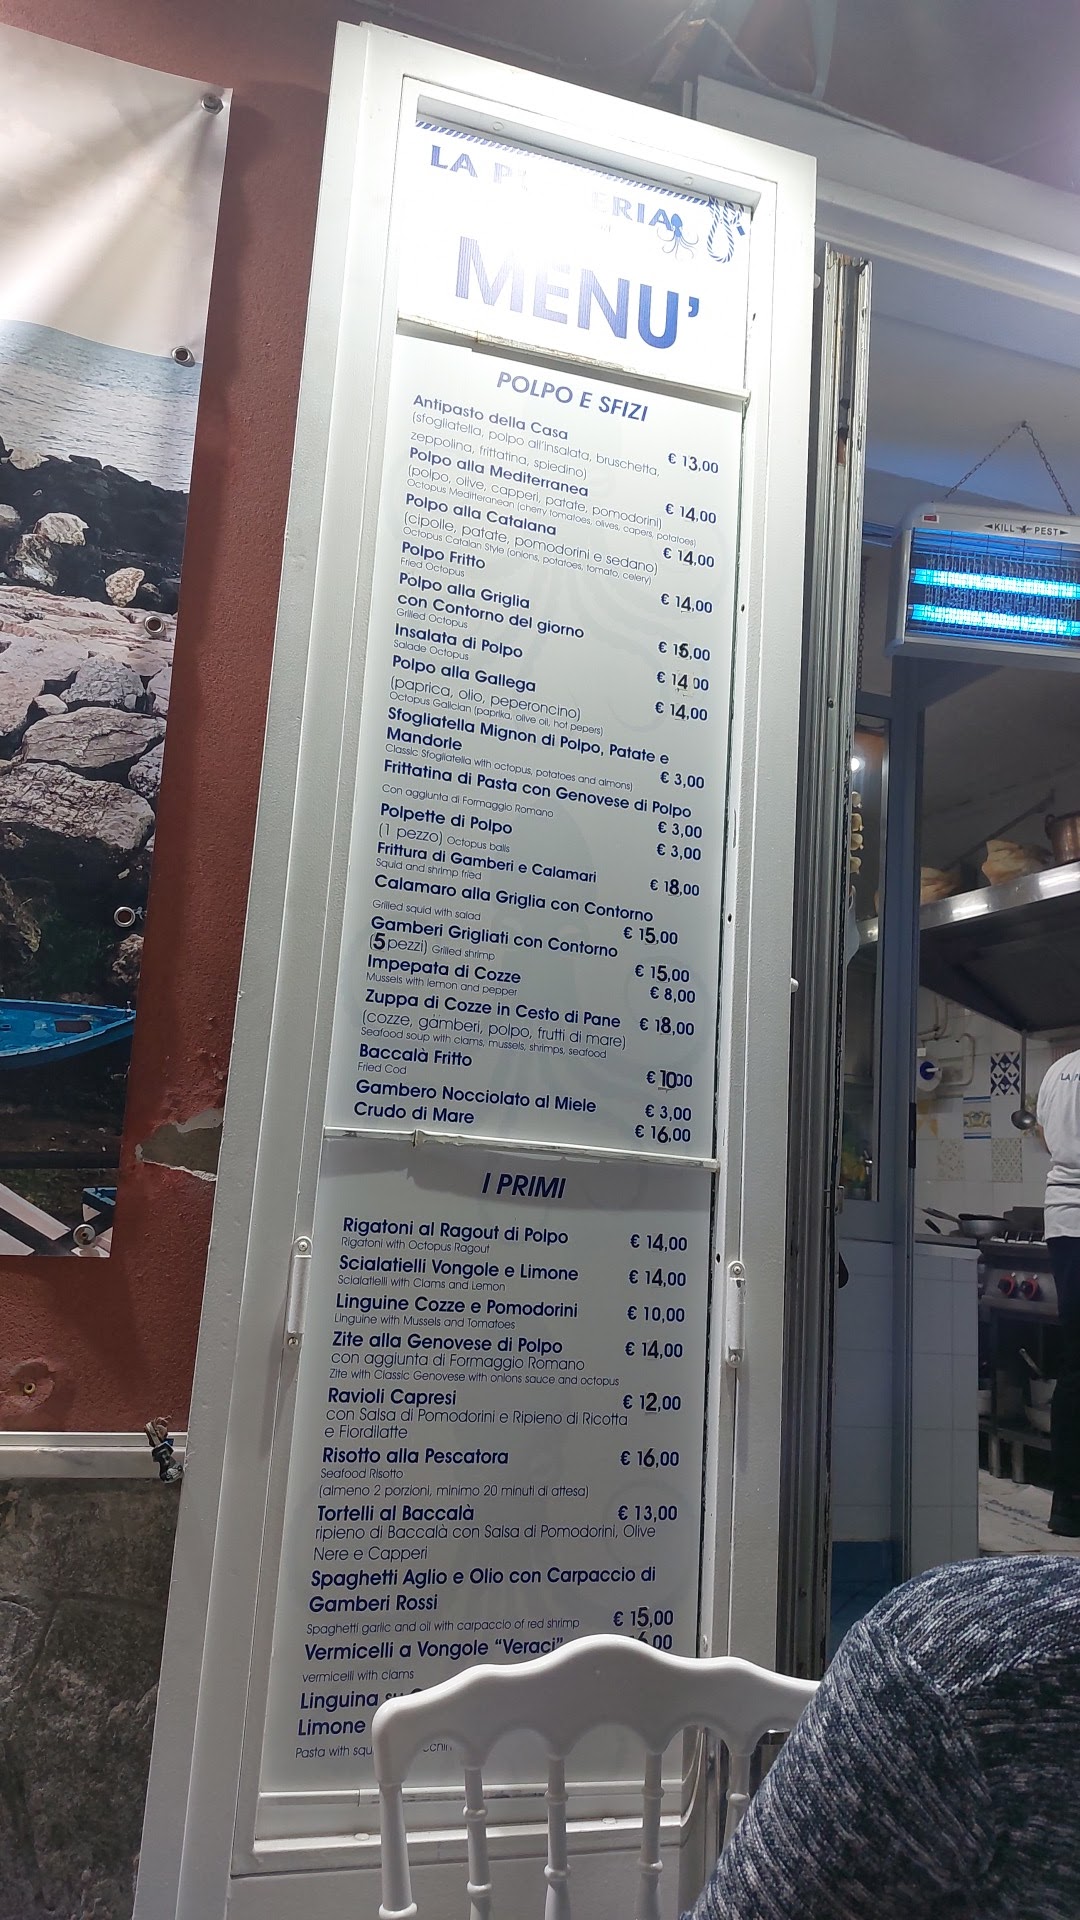 LA
MENU'
POLPO E SFIZI
Antipasto della Casa
(sfogliatella, polpo all'insalata, bruschetta,
zeppolina, frittatina, spiedino) € 13,00
Polpo alla Mediterranea
(polpo, olive, capperi, patate, pomodorini) € 14,00
Octopus Mediterranean (cherry tomatoes, olives, capers, potatoes)
Polpo alla Catalana € 14,00
(cipolle, patate, pomodorini e sedano)
Octopus Catalan Style (onions, potatoes, tomato, celery)
Polpo Fritto € 14,00
Fried Octopus
Polpo alla Griglia
con Contorno del giorno € 15,00
Grilled Octopus
Insalata di Polpo € 14 00
Salade Octopus
Polpo alla Gallega € 14,00
(paprica, olio, peperoncino)
Octopus Galician (paprika, olive oil, hot pepers)
Sfogliatella Mignon di Polpo, Patate e
Mandorle € 3,00
Classic Sfogliatella with octopus, potatoes and almons)
Frittatina di Pasta con Genovese di Polpo
Con aggiunta di Formaggio Romano € 3,00
Polpette di Polpo € 3,00
(1 pezzo) Octopus balls
Frittura di Gamberi e Calamari € 18,00
Squid and shrimp fried
Calamaro alla Griglia con Contorno
Grilled squid with salad € 15,00
Gamberi Grigliati con Contorno
(5 pezzi) Grilled shrimp € 15,00
Impepata di Cozze € 8,00
Mussels with lemon and pepper
Zuppa di Cozze in Cesto di Pane € 18,00
(cozze, gamberi, polpo, frutti di mare)
Seafood soup with clams, mussels, shrimps, seafood
Baccalà Fritto € 10,00
Fried Cod
Gambero Nocciolato al Miele € 3,00
Crudo di Mare € 16,00
I PRIMI
Rigatoni al Ragout di Polpo € 14,00
Rigatoni with Octopus Ragout
Scialatielli Vongole e Limone € 14,00
Scialatielli with Clams and Lemon
Linguine Cozze e Pomodorini € 10,00
Linguine with Mussels and Tomatoes
Zite alla Genovese di Polpo € 14,00
con aggiunta di Formaggio Romano
Zite with Classic Genovese with onions sauce and octopus
Ravioli Capresi € 12,00
con Salsa di Pomodorini e Ripieno di Ricotta
e Fiordilatte
Risotto alla Pescatora € 16,00
Seafood Risotto
(almeno 2 porzioni, minimo 20 minuti di attesa)
Tortelli al Baccalà € 13,00
ripieno di Baccalà con Salsa di Pomodorini, Olive
Nere e Capperi
Spaghetti Aglio e Olio con Carpaccio di
Gamberi Rossi € 15,00
Spaghetti garlic and oil with carpaccio of red shrimp
Vermicelli a Vongole "Veraci"
vermicelli with clams
Linguina
Limone
Pasta with
KILL PEST